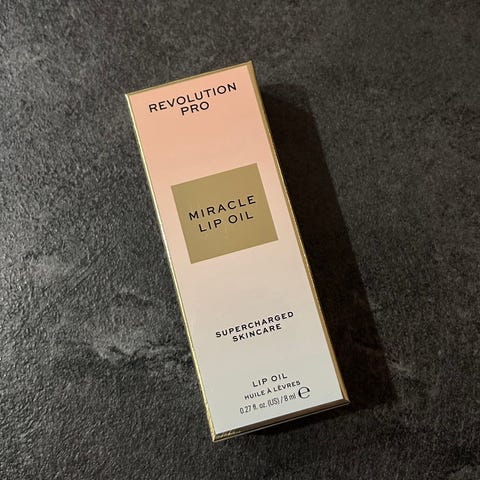 REVOLUTION
PRO
MIRACLE
LIP OIL
SUPERCHARGED
SKINCARE
LIP OIL
HUILE À LÈVRES
0.27 fl. oz. (US) / 8 ml ℮